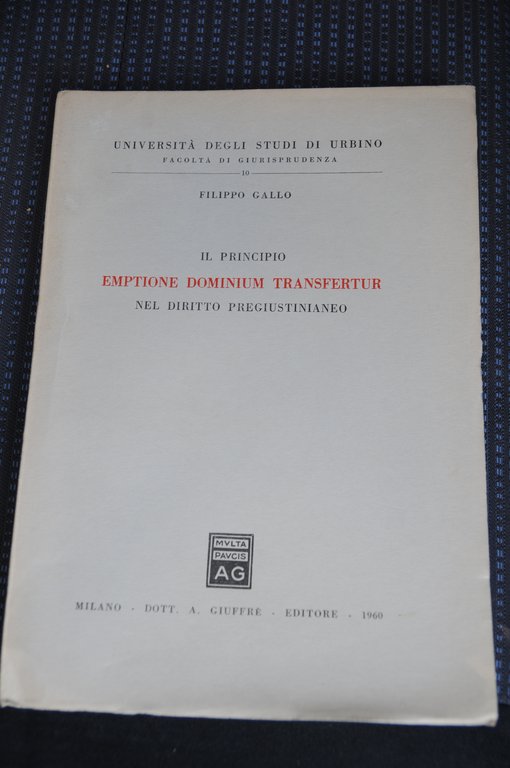 UNIVERSITÀ DEGLI STUDI DI URBINO
FACOLTA DI GIURISPRUDENZA
10
FILIPPO GALLO
IL PRINCIPIO
EMPTIONE DOMINIUM TRANSFERTUR
NEL DIRITTO PREGIUSTINIANEO
MVLTA
PAVCIS
AG
MILANO - DOTT. A. GIUFFRÈ - EDITORE - 1960